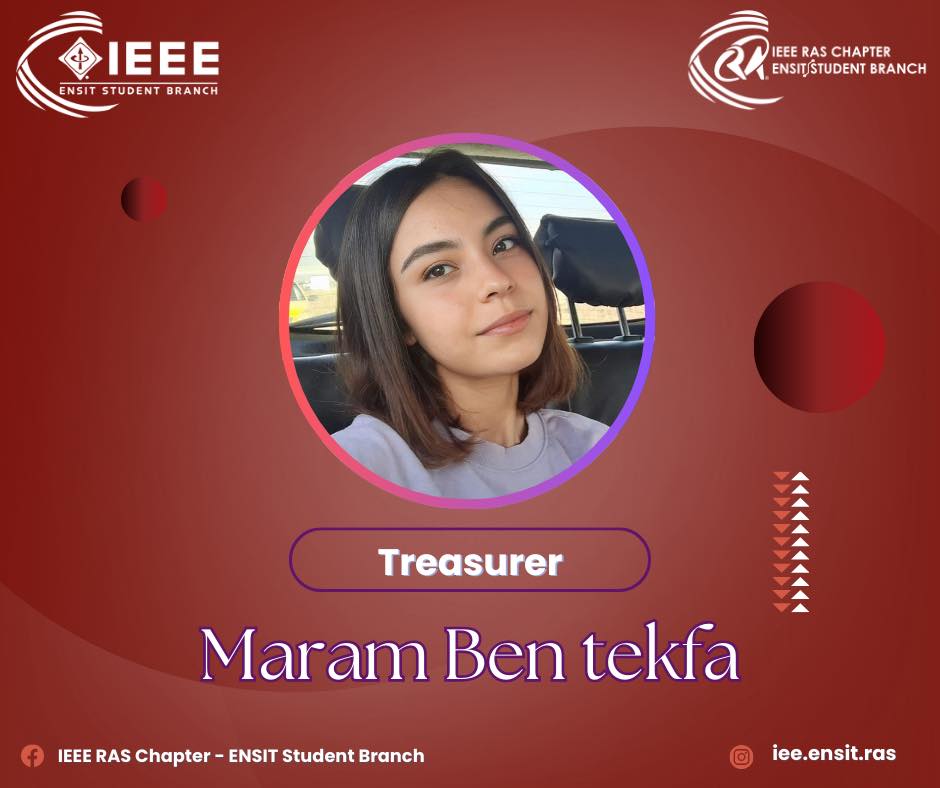 IEEE
ENSIT STUDENT BRANCH
IEEE RAS CHAPTER
ENSIT STUDENT BRANCH
Treasurer
Maram Ben tekfa
IEEE RAS Chapter - ENSIT Student Branch
iee.ensit.ras